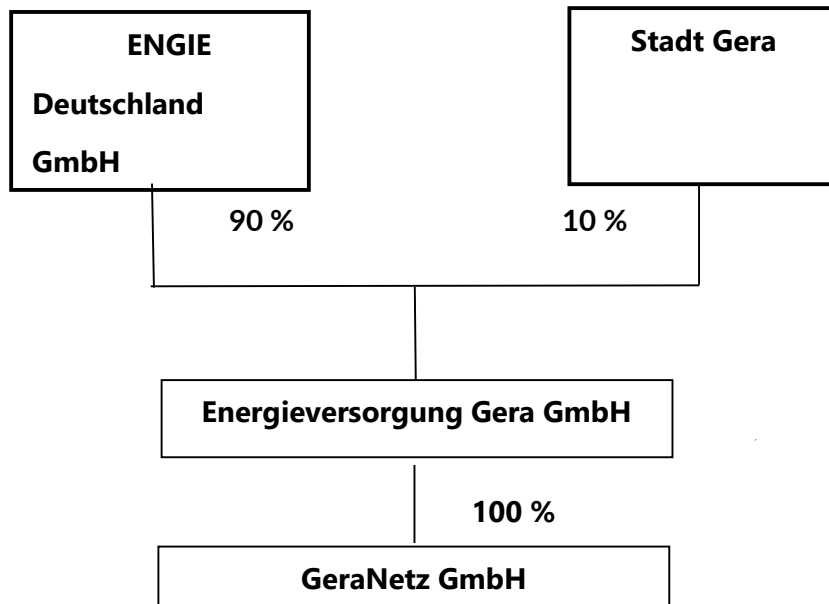 ENGIE
Deutschland
GmbH
Stadt Gera
90 %
10 %
Energieversorgung Gera GmbH
100 %
GeraNetz GmbH